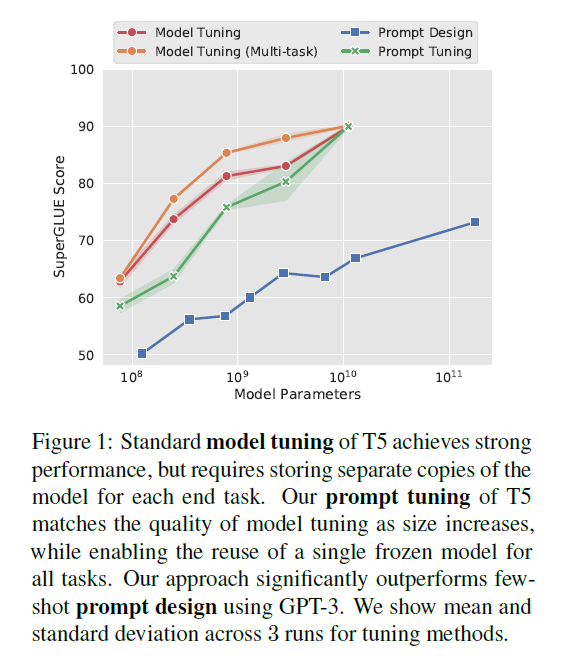 Model Tuning
Model Tuning (Multi-task)
Prompt Design
Prompt Tuning
100
90
80
70
60
50
SuperGLUE Score
10^8
10^9
10^10
10^11
Model Parameters
Figure 1: Standard model tuning of T5 achieves strong
performance, but requires storing separate copies of the
model for each end task. Our prompt tuning of T5
matches the quality of model tuning as size increases,
while enabling the reuse of a single frozen model for
all tasks. Our approach significantly outperforms few-
shot prompt design using GPT-3. We show mean and
standard deviation across 3 runs for tuning methods.